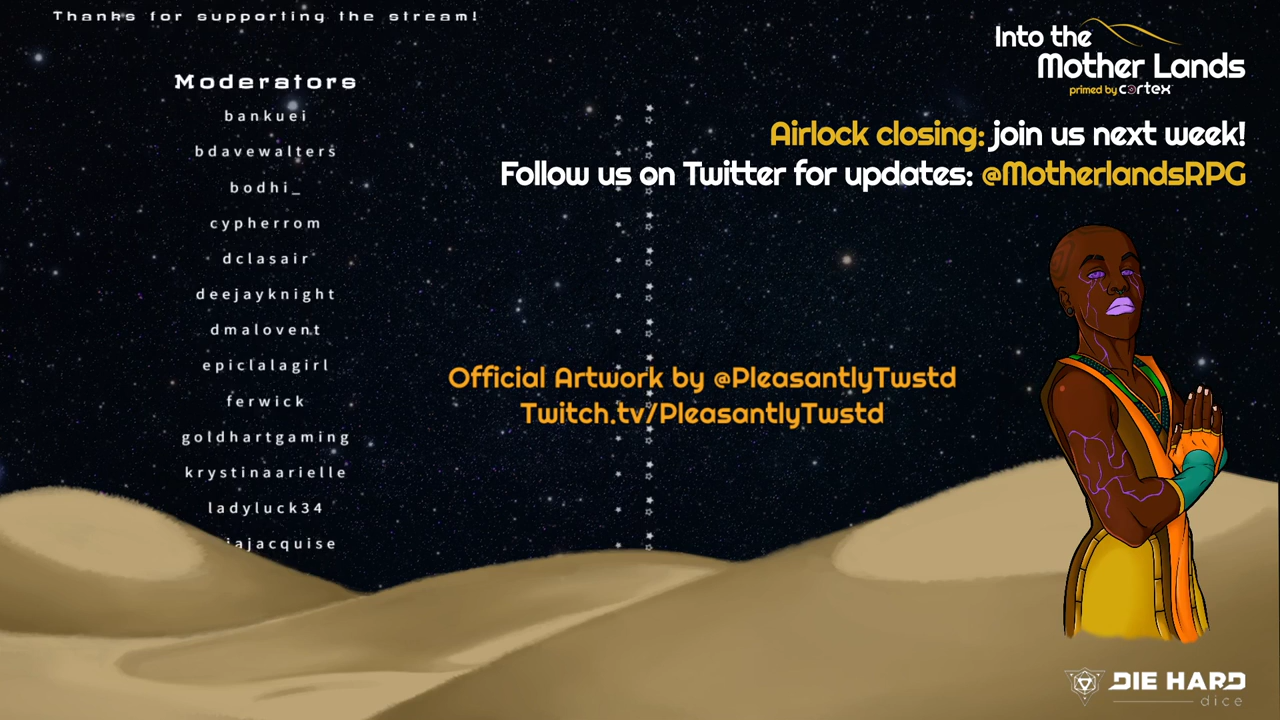 Thanks for supporting the stream!
Moderators
bankuei
bdavewalters
bodhi_
cypherrom
dclasair
deejayknight
dmalovent
epiclalagirl
ferwick
goldhartgaming
krystinaarielle
ladyluck34
iajacquise
Into the
Mother Lands
primed by cortex
Airlock closing: join us next week!
Follow us on Twitter for updates: @MotherlandsRPG
Official Artwork by @PleasantlyTwstd
Twitch.tv/PleasantlyTwstd
DIE HARD
dice